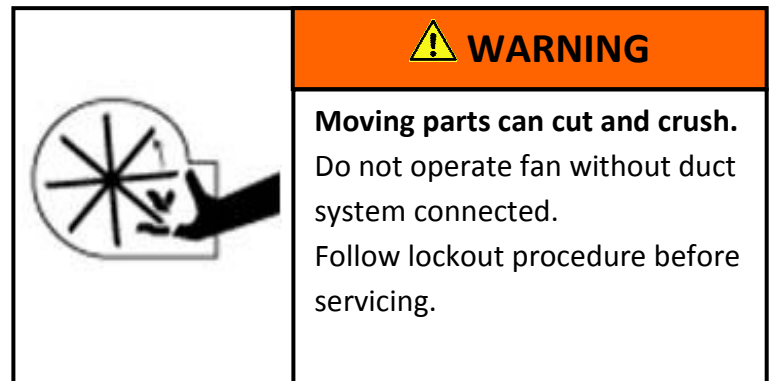 WARNING
Moving parts can cut and crush.
Do not operate fan without duct
system connected.
Follow lockout procedure before
servicing.